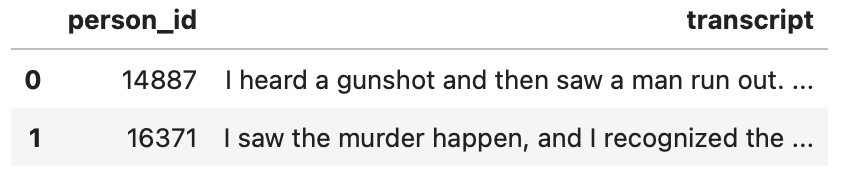 person_id transcript
0 14887 I heard a gunshot and then saw a man run out. ...
1 16371 I saw the murder happen, and I recognized the ...